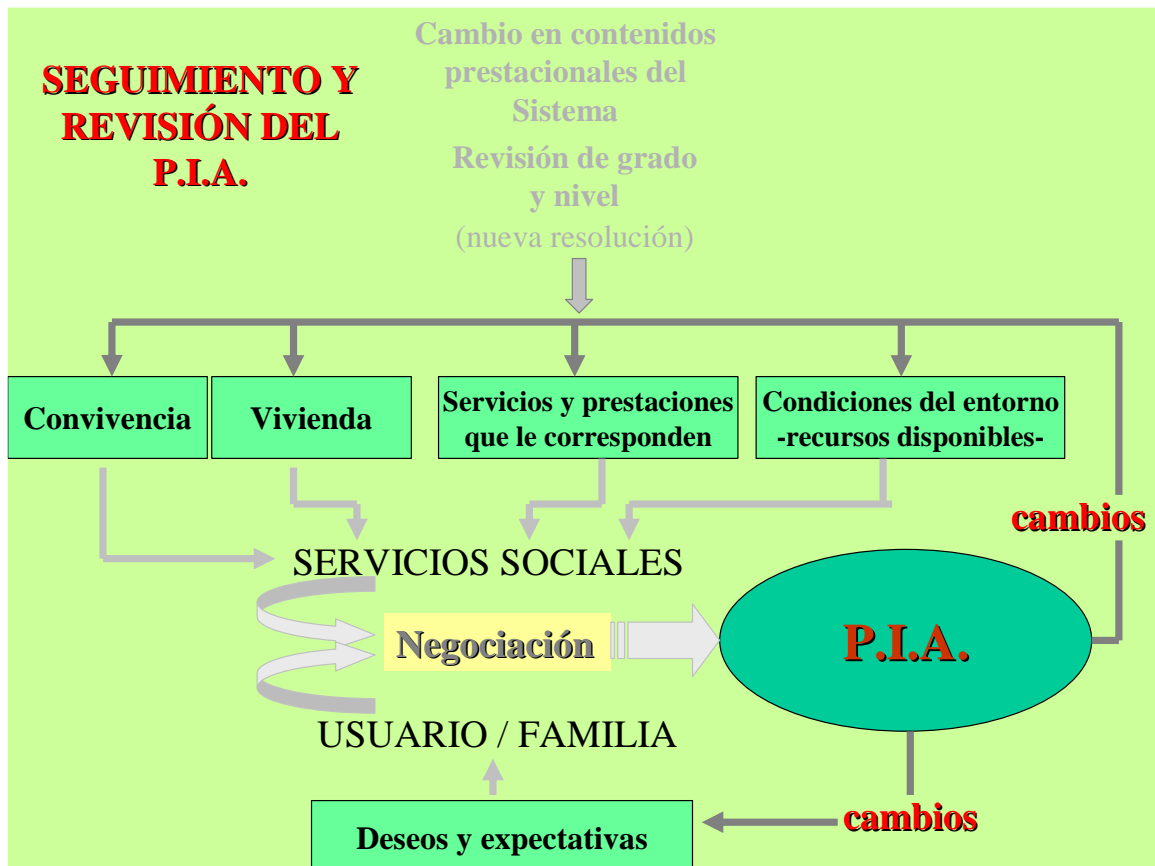 SEGUIMIENTO Y
REVISIÓN DEL
P.I.A.
Cambio en contenidos
prestacionales del
Sistema
Revisión de grado
y nivel
(nueva resolución)
Convivencia
Vivienda
Servicios y prestaciones
que le corresponden
Condiciones del entorno
-recursos disponibles-
cambios
SERVICIOS SOCIALES
Negociación
P.I.A.
USUARIO / FAMILIA
cambios
Deseos y expectativas